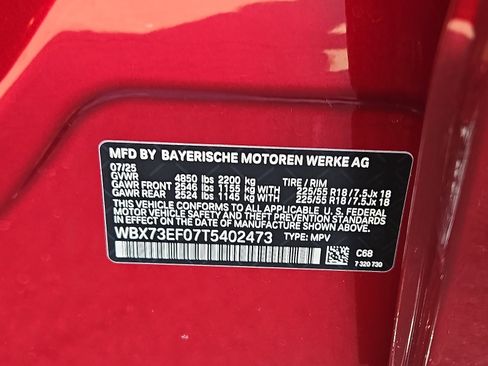 MFD BY BAYERISCHE MOTOREN WERKE AG
07/25
GVWR 4850 lbs 2200 kg TIRE / RIM
GAWR FRONT 2546 lbs 1155 kg WITH 225/55 R18 / 7.5Jx 18
GAWR REAR 2524 lbs 1145 kg WITH 225/55 R18 / 7.5Jx 18
THIS VEHICLE CONFORMS TO ALL APPLICABLE U. S. FEDERAL
MOTOR VEHICLE SAFETY, BUMPER, AND THEFT PREVENTION
STANDARDS IN EFFECT ON THE DATE OF MANUFACTURE SHOWN ABOVE.
WBX73EF07T5402473 TYPE: MPV
C68
7 320 730